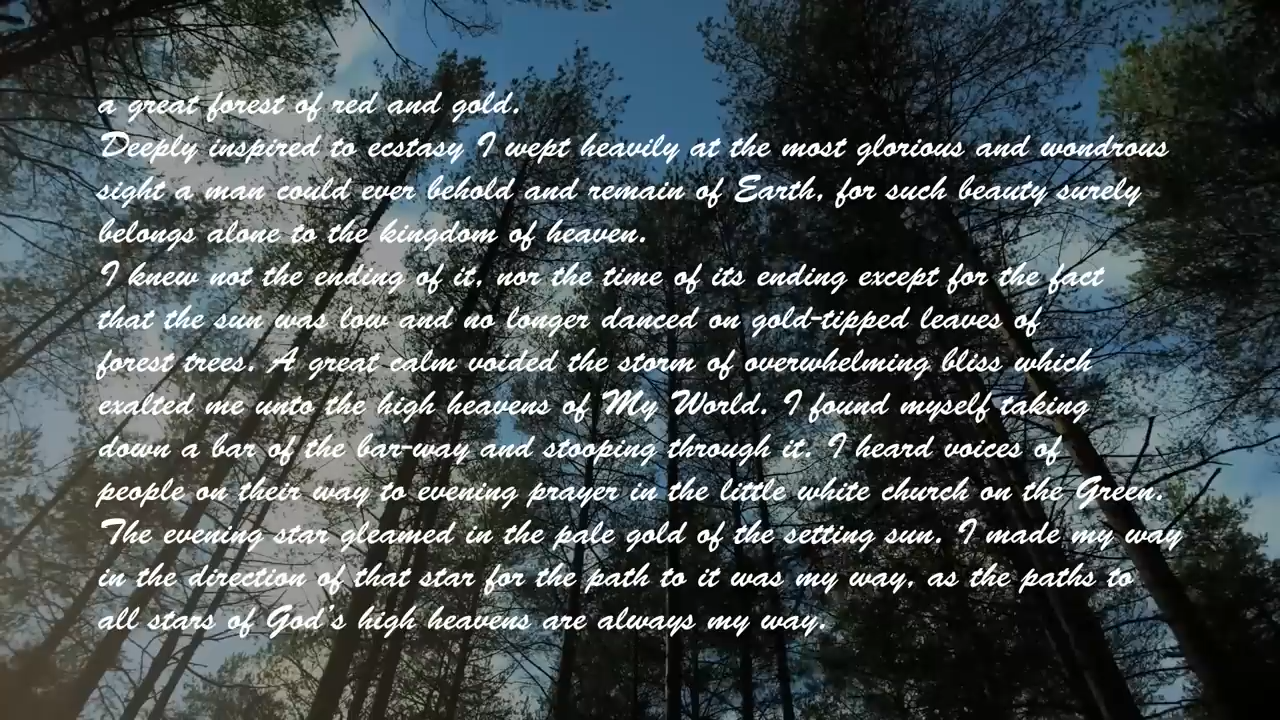 a great forest of red and gold.
Deeply inspired to ecstasy I wept heavily at the most glorious and wondrous
sight a man could ever behold and remain of Earth, for such beauty surely
belongs alone to the kingdom of heaven.
I knew not the ending of it, nor the time of its ending except for the fact
that the sun was low and no longer danced on gold-tipped leaves of
forest trees. A great calm voided the storm of overwhelming bliss which
exalted me unto the high heavens of My World. I found myself taking
down a bar of the bar-way and stooping through it. I heard voices of
people on their way to evening prayer in the little white church on the Green.
The evening star gleamed in the pale gold of the setting sun. I made my way
in the direction of that star for the path to it was my way, as the paths to
all stars of God's high heavens are always my way.